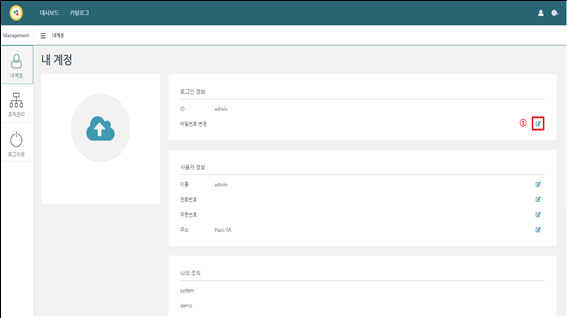 대시보드 카탈로그
Management 내계정
내계정
조직관리
로그아웃
내 계정
로그인 정보
ID admin
비밀번호 변경 ①
사용자 정보
이름 admin
전화번호
우편번호
주소 PaaS-TA
나의 조직
system
demo